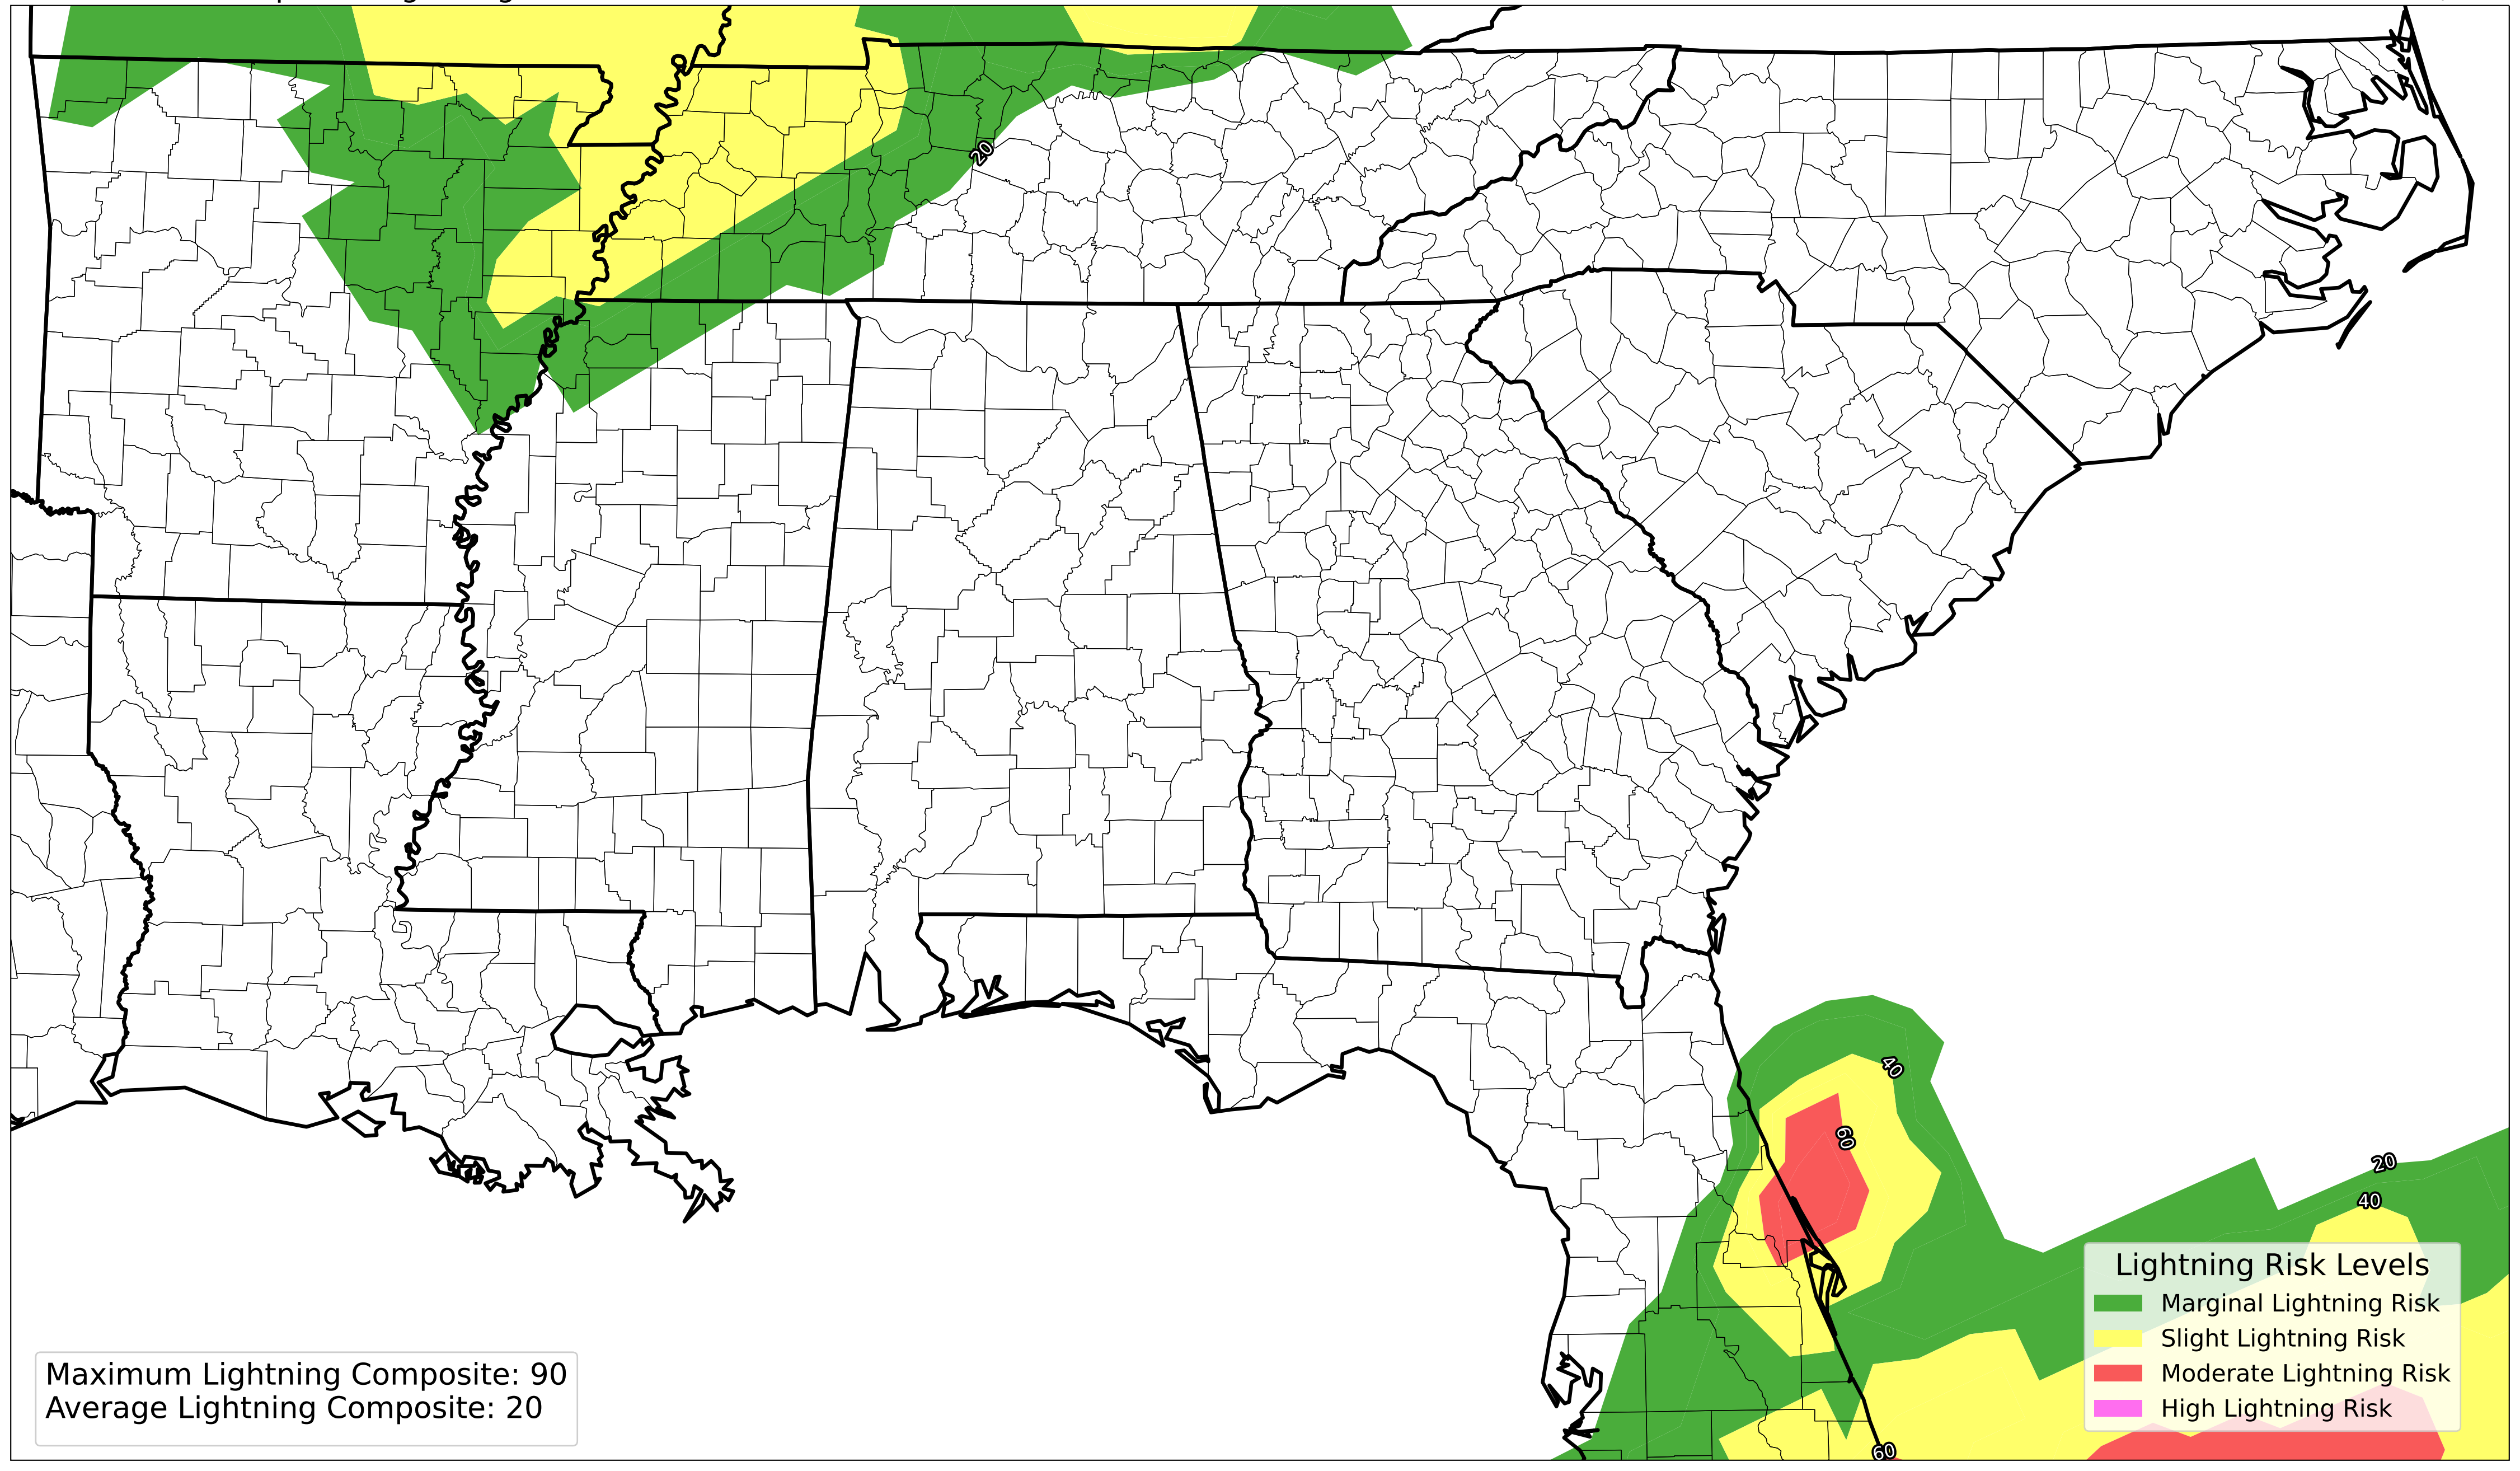 20
40
60
20
40
Lightning Risk Levels
Marginal Lightning Risk
Slight Lightning Risk
Moderate Lightning Risk
High Lightning Risk
Maximum Lightning Composite: 90
Average Lightning Composite: 20
60